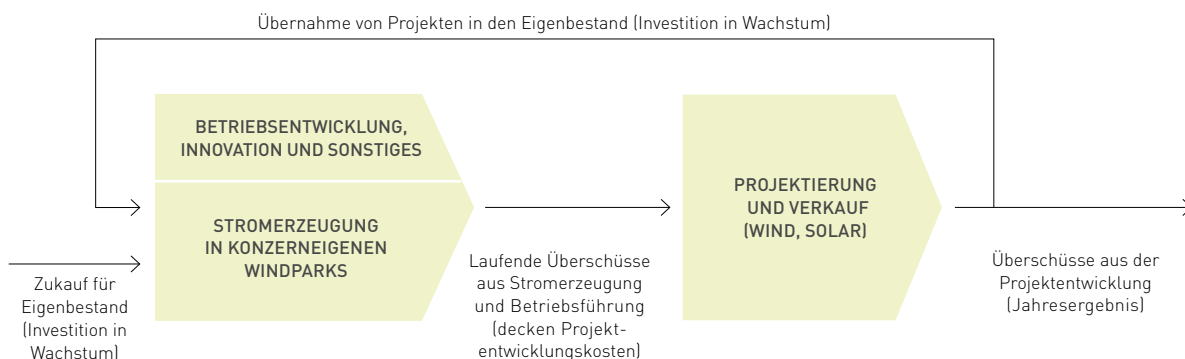 Übernahme von Projekten in den Eigenbestand (Investition in Wachstum)
BETRIEBSENTWICKLUNG,
INNOVATION UND SONSTIGES
STROMERZEUGUNG
IN KONZERNEIGENEN
WINDPARKS
PROJEKTIERUNG
UND VERKAUF
(WIND, SOLAR)
Zukauf für
Eigenbestand
(Investition in
Wachstum)
Laufende Überschüsse
aus Stromerzeugung
und Betriebsführung
(decken Projekt-
entwicklungskosten)
Überschüsse aus der
Projektentwicklung
(Jahresergebnis)